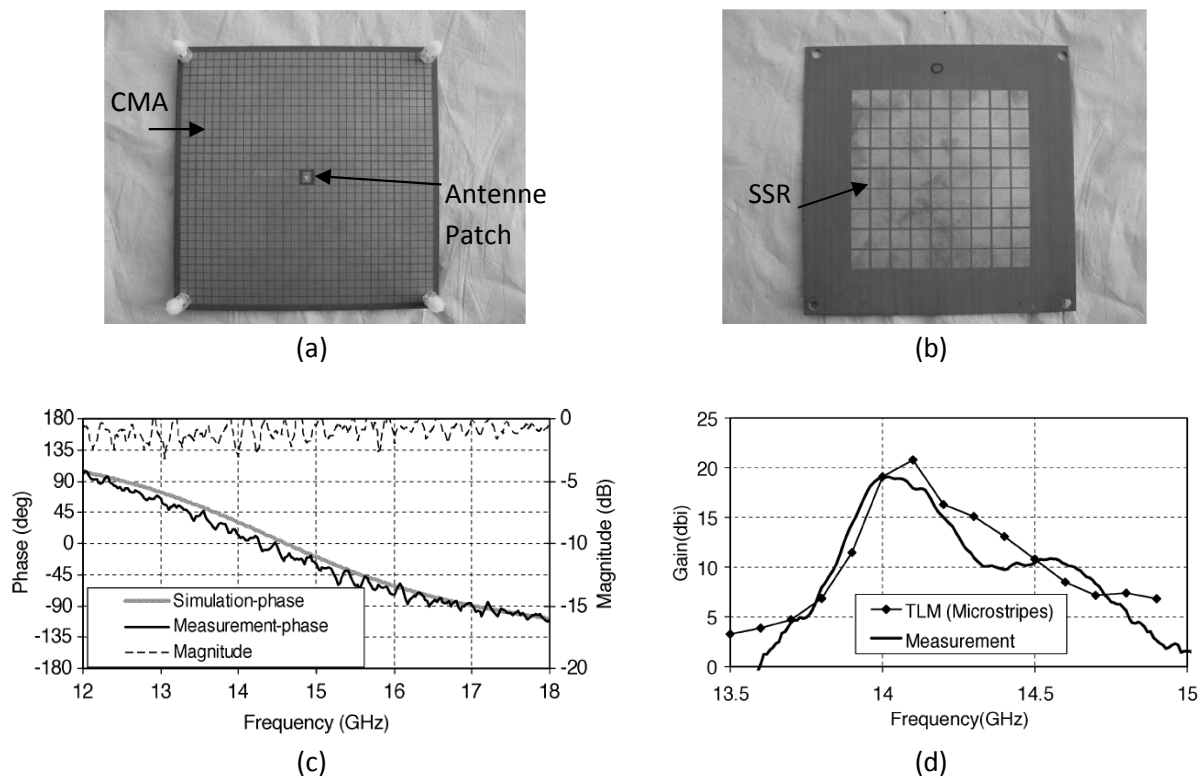 CMA
Antenne
Patch
(a)
SSR
(b)
180
135
90
45
0
-45
-90
-135
-180
Phase (deg)
0
-5
-10
-15
-20
Magnitude (dB)
Simulation-phase
Measurement-phase
Magnitude
12 13 14 15 16 17 18
Frequency (GHz)
(c)
25
20
15
10
5
0
Gain(dbi)
TLM (Microstripes)
Measurement
13.5 14 14.5 15
Frequency(GHz)
(d)